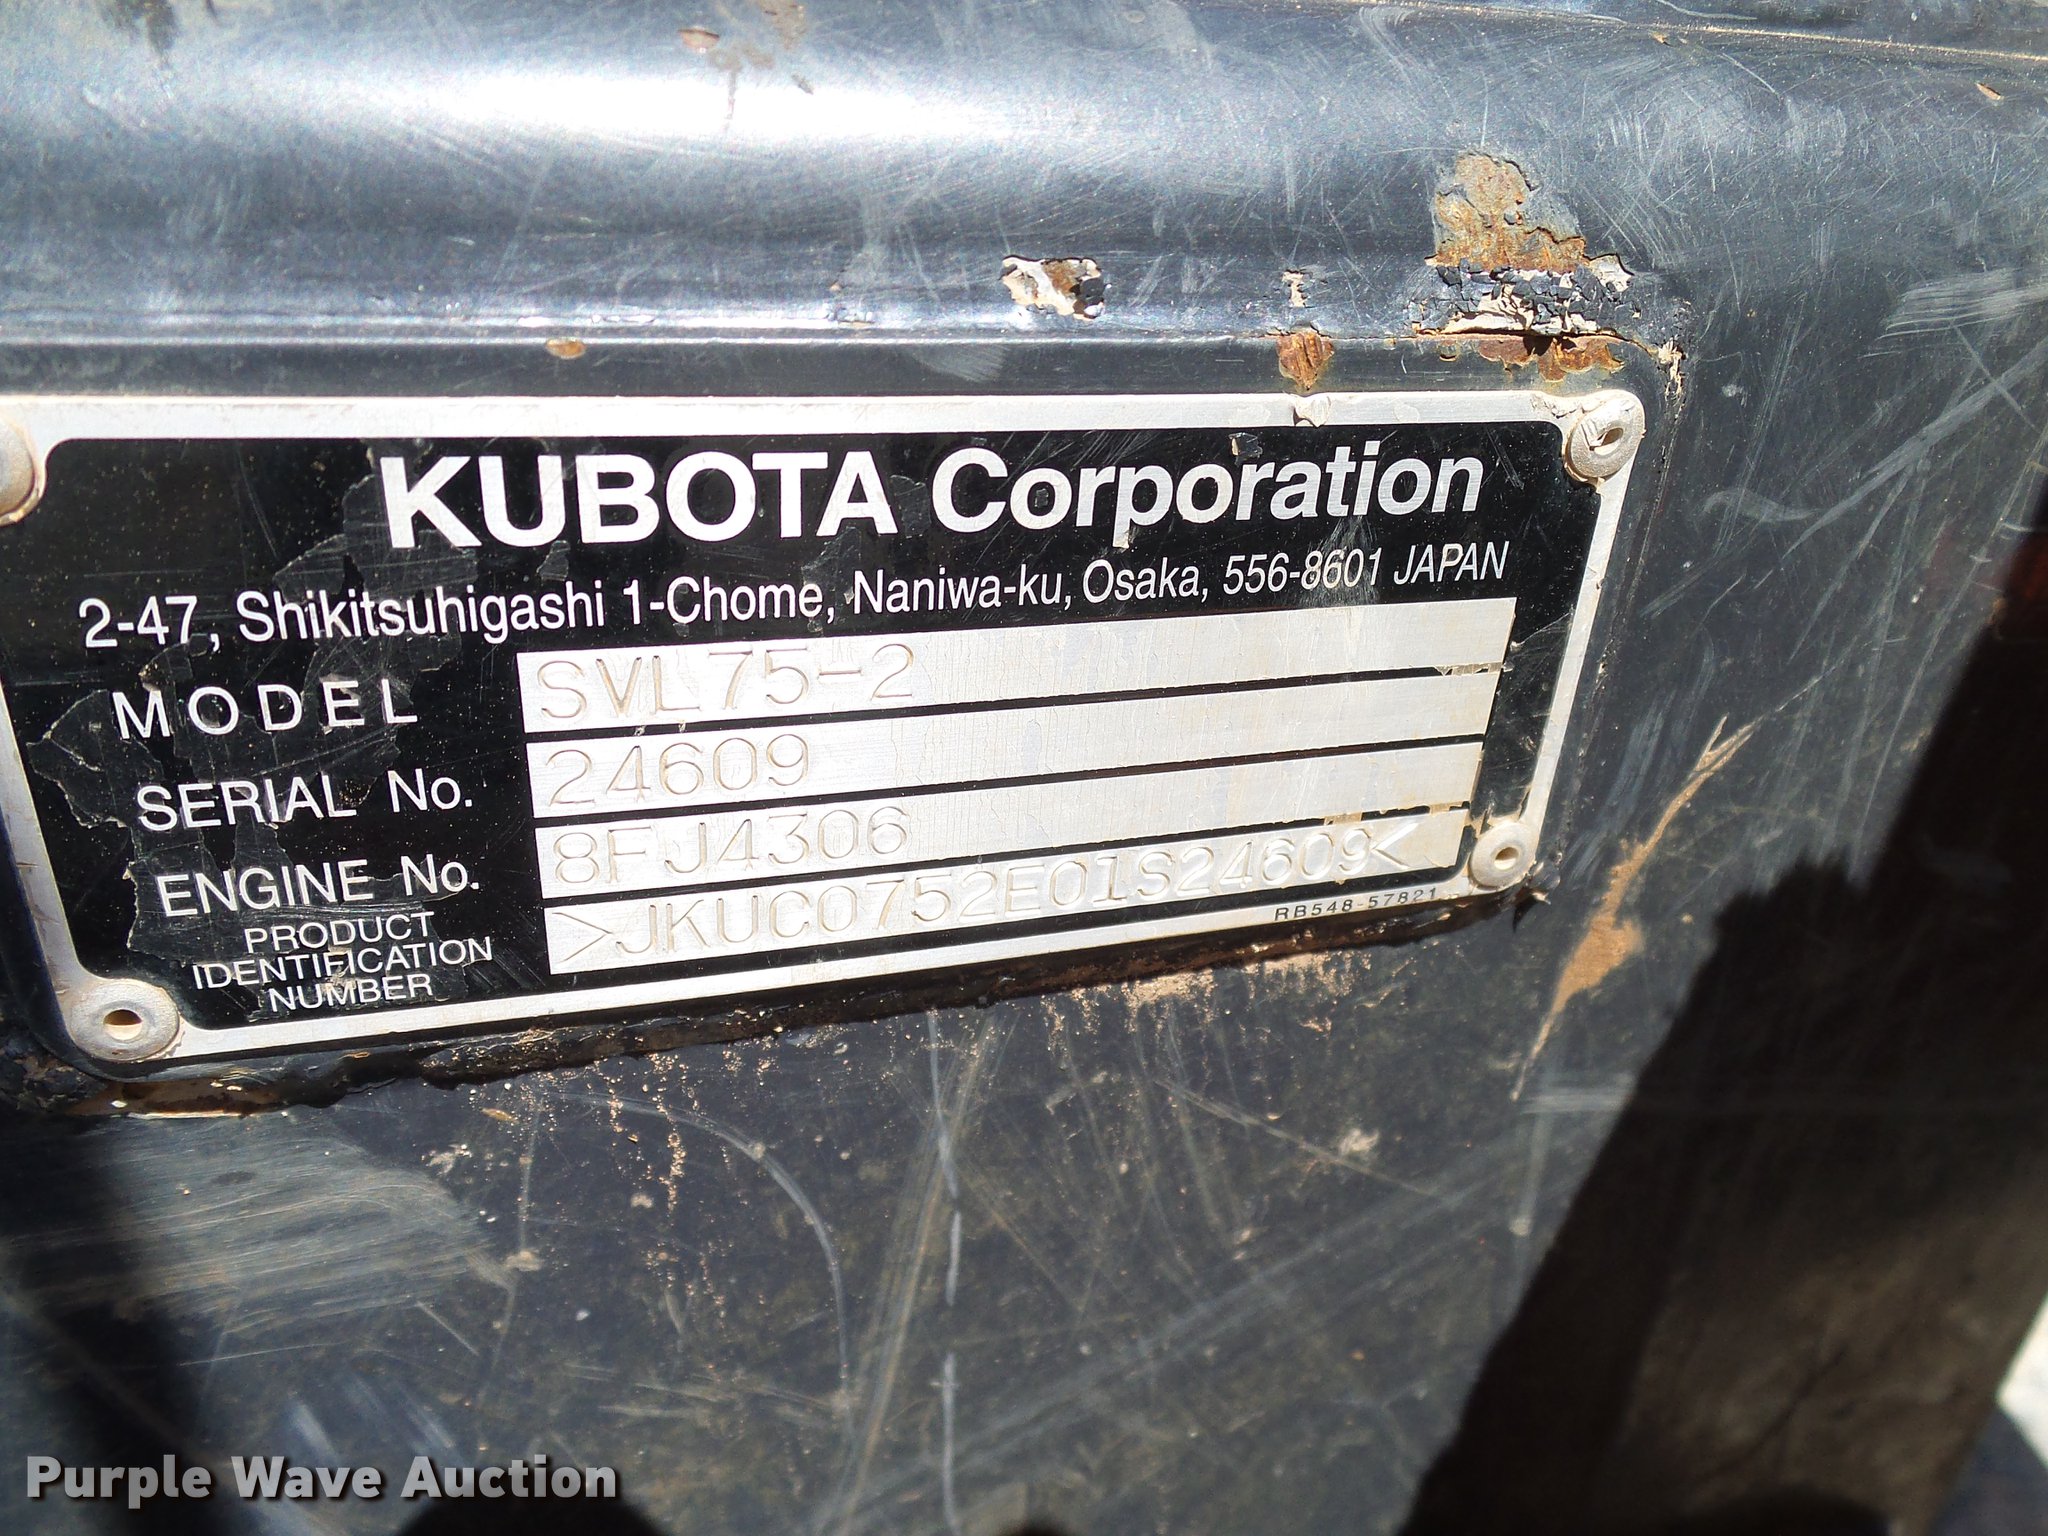 KUBOTA Corporation
2-47, Shikitsuhigashi 1-Chome, Naniwa-ku, Osaka, 556-8601 JAPAN
MODEL SVL75-2
SERIAL No. 24609
ENGINE No. 8FJ4306
PRODUCT
IDENTIFICATION
NUMBER
>JKUC0752E01S24609<
RB548-57821
Purple Wave Auction